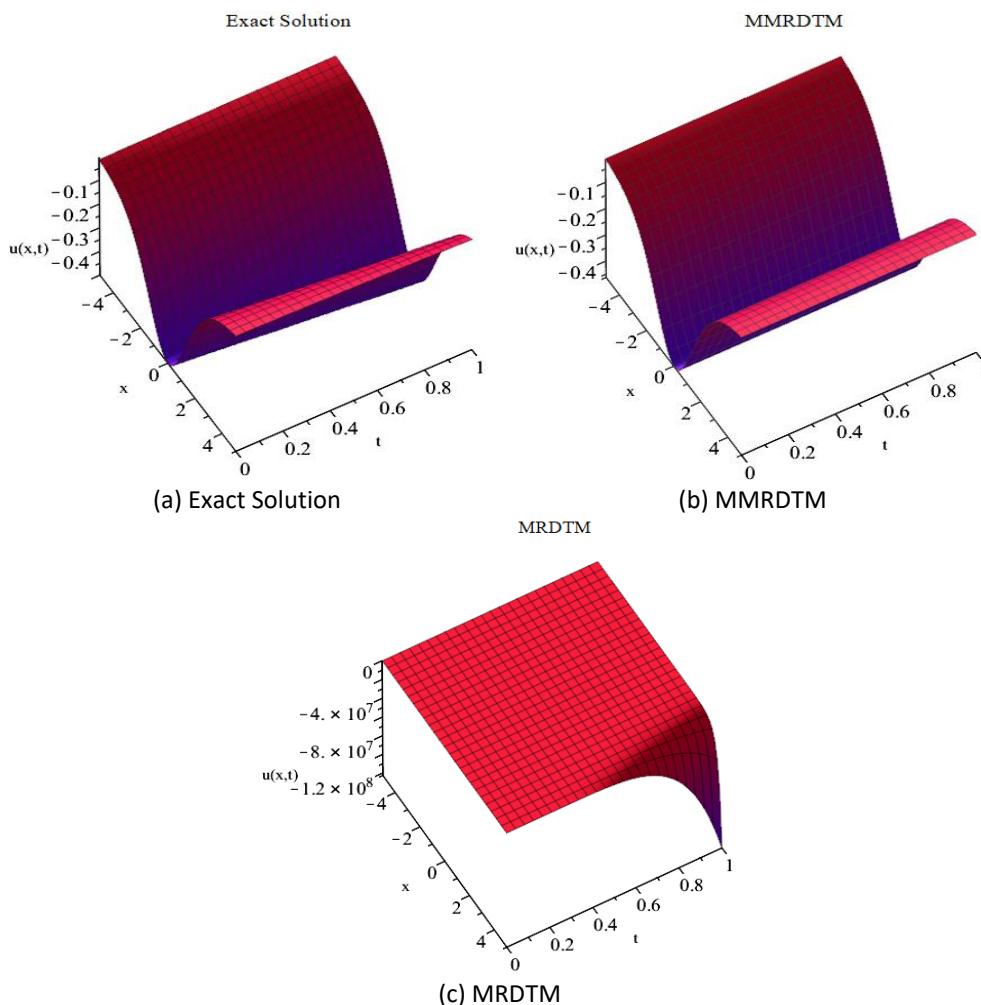 Exact Solution
−0.1
−0.2
−0.3
u(x,t)
−0.4
−4
−2
x
0
2
4
0
0.2
0.4
t
0.6
0.8
1
(a) Exact Solution
MMRDTM
−0.1
−0.2
−0.3
u(x,t)
−0.4
−4
−2
x
0
2
4
0
0.2
0.4
t
0.6
0.8
(b) MMRDTM
MRDTM
0
−4. × 10⁷
−8. × 10⁷
u(x,t)
−1.2 × 10⁸
−4
−2
0
x
2
4
0
0.2
0.4
t
0.6
0.8
1
(c) MRDTM